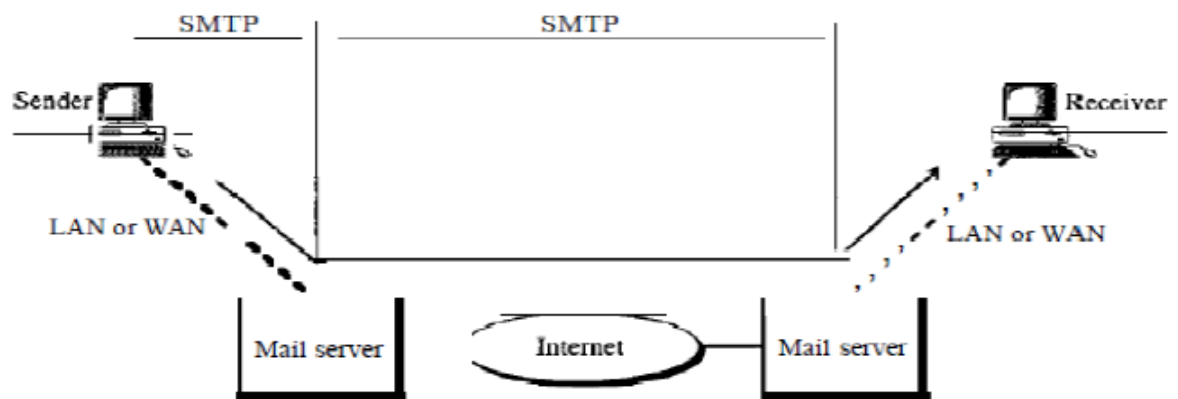 SMTP
SMTP
Sender
Receiver
LAN or WAN
LAN or WAN
Mail server
Internet
Mail server